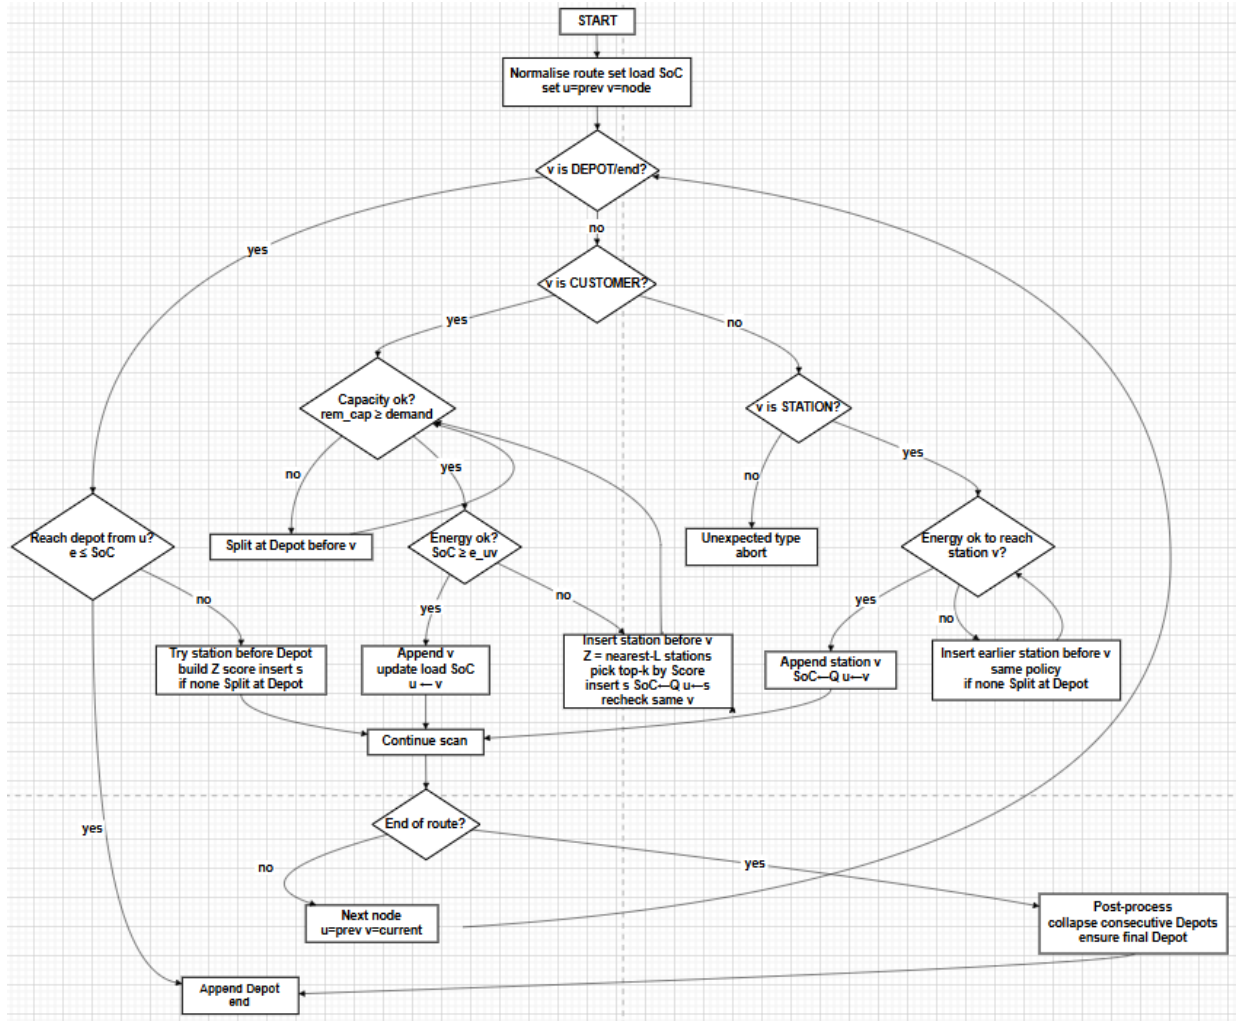 START
Normalise route set load SoC
set u=prev v=node
v is DEPOT/end?
no
yes
v is CUSTOMER?
yes
no
Capacity ok?
rem_cap ≥ demand
v is STATION?
no
yes
no
yes
Reach depot from u?
e ≤ SoC
Split at Depot before v
Energy ok?
SoC ≥ e_uv
Unexpected type
abort
Energy ok to reach
station v?
no
yes
no
yes
no
Try station before Depot
build Z score insert s
if none Split at Depot
Append v
update load SoC
u ← v
Insert station before v
Z = nearest-L stations
pick top-k by Score
insert s SoC←Q u←s
recheck same v
Append station v
SoC←Q u←v
Insert earlier station before v
same policy
if none Split at Depot
Continue scan
End of route?
yes
no
yes
Next node
u=prev v=current
Post-process
collapse consecutive Depots
ensure final Depot
Append Depot
end